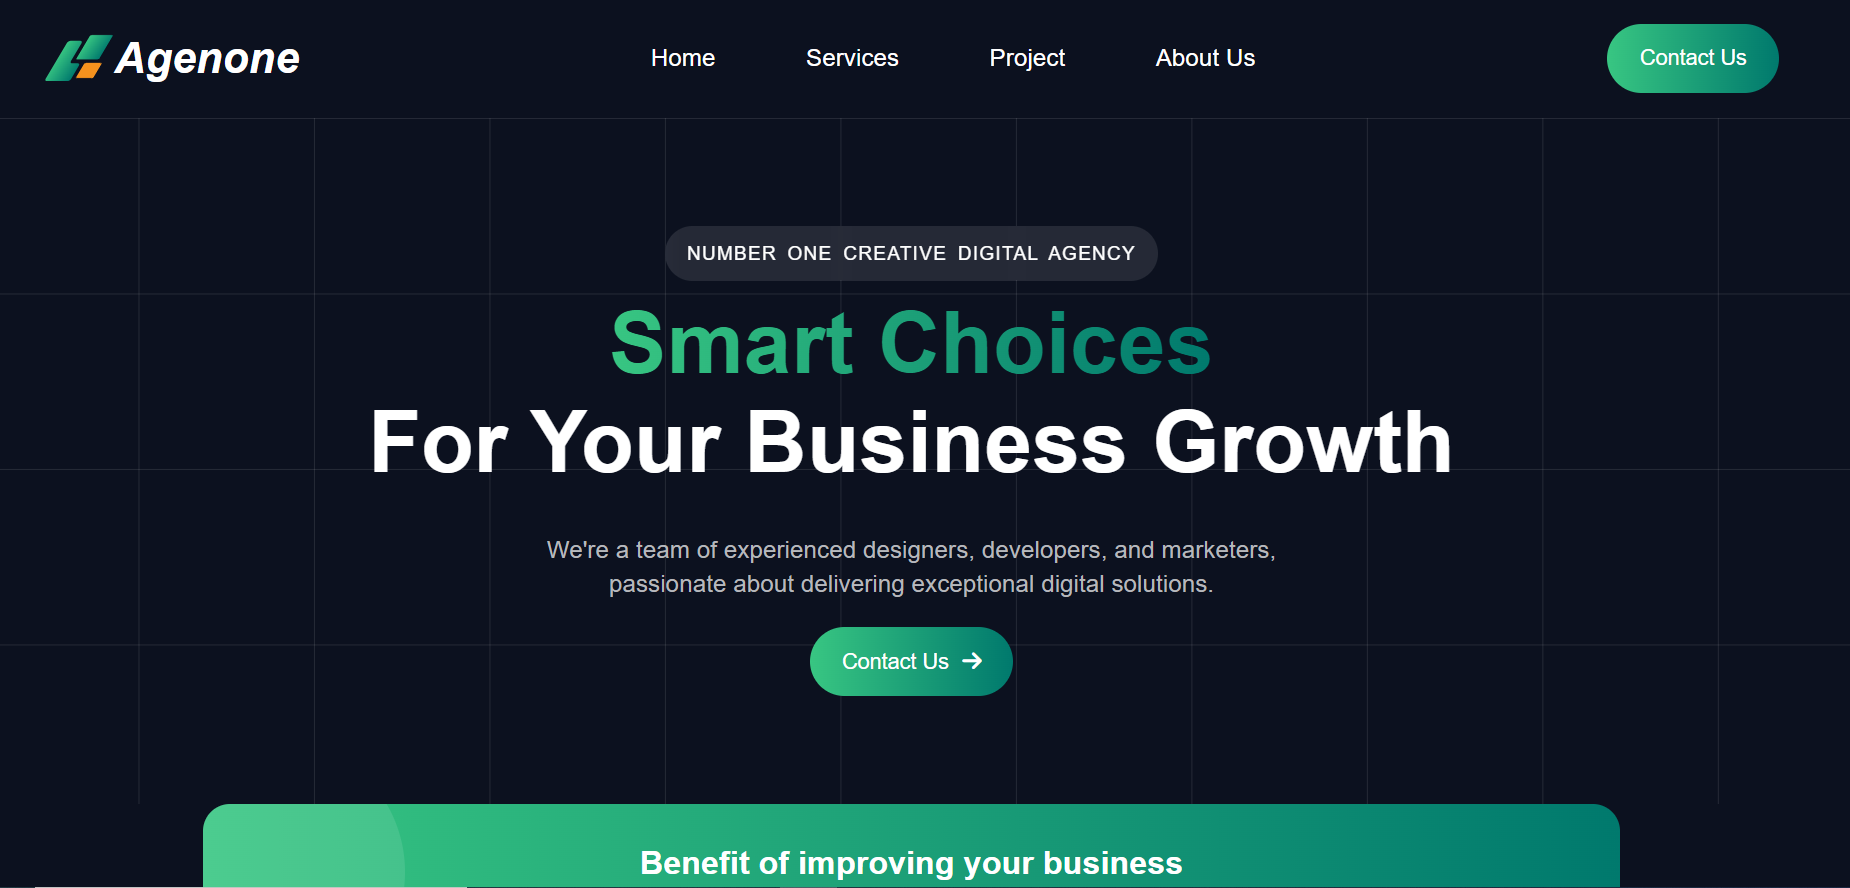 Agenone
Home
Services
Project
About Us
Contact Us
NUMBER ONE CREATIVE DIGITAL AGENCY
Smart Choices
For Your Business Growth
We're a team of experienced designers, developers, and marketers,
passionate about delivering exceptional digital solutions.
Contact Us
Benefit of improving your business